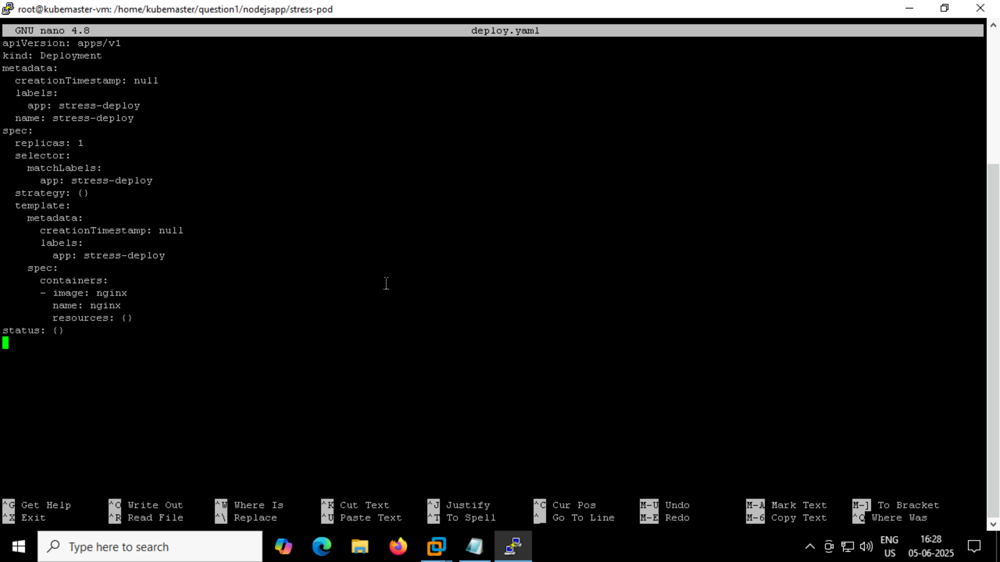 root@kubemaster-vm: /home/kubemaster/question1/nodejsapp/stress-pod
GNU nano 4.8 deploy.yaml
apiVersion: apps/v1
kind: Deployment
metadata:
  creationTimestamp: null
  labels:
    app: stress-deploy
  name: stress-deploy
spec:
  replicas: 1
  selector:
    matchLabels:
      app: stress-deploy
  strategy: {}
  template:
    metadata:
      creationTimestamp: null
      labels:
        app: stress-deploy
    spec:
      containers:
      - image: nginx
        name: nginx
        resources: {}
status: {}
^G Get Help ^O Write Out ^W Where Is ^K Cut Text ^J Justify ^C Cur Pos M-U Undo M-A Mark Text M-] To Bracket
^X Exit ^R Read File ^\ Replace ^U Paste Text ^T To Spell ^_ Go To Line M-E Redo M-6 Copy Text ^Q Where Was
Type here to search
ENG
US
16:28
05-06-2025